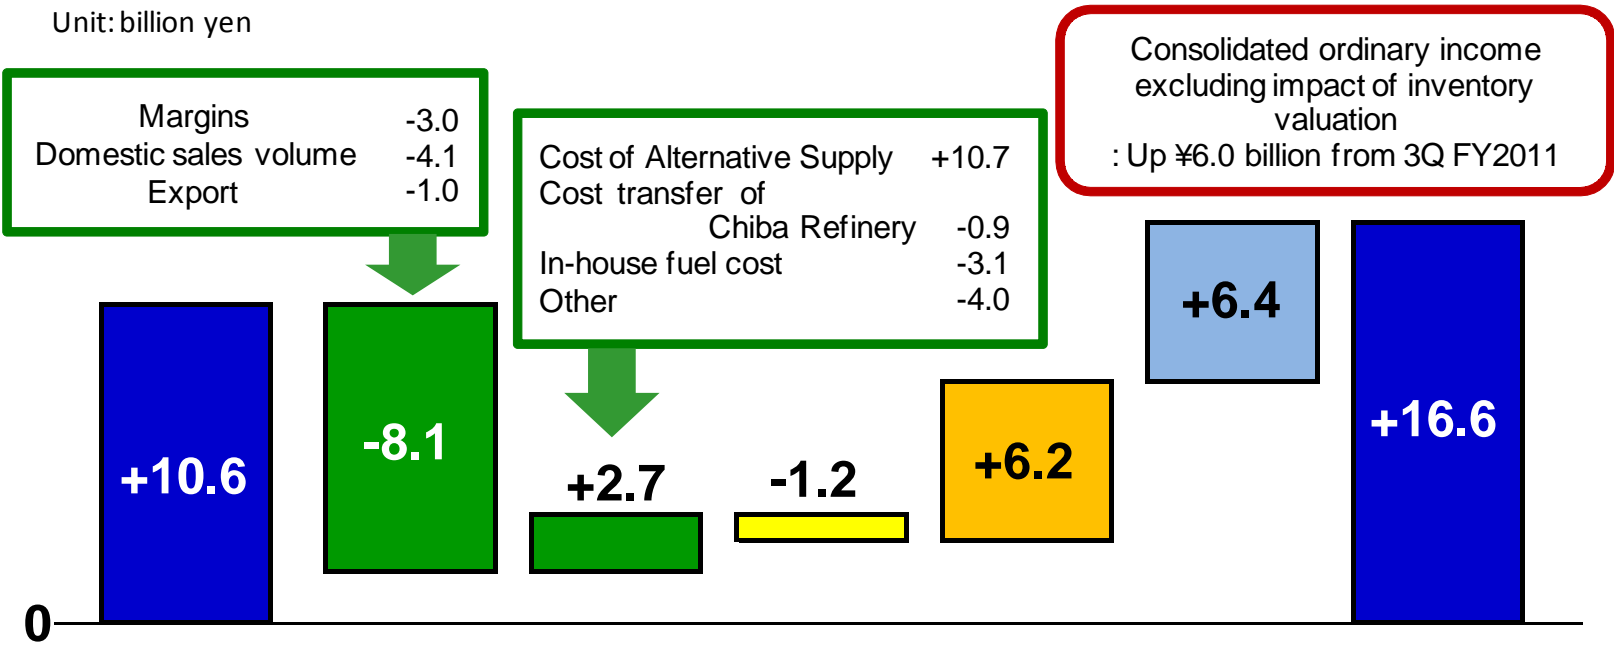 Unit: billion yen
Margins -3.0
Domestic sales volume -4.1
Export -1.0
Cost of Alternative Supply +10.7
Cost transfer of
Chiba Refinery -0.9
In-house fuel cost -3.1
Other -4.0
Consolidated ordinary income
excluding impact of inventory
valuation
: Up ¥6.0 billion from 3Q FY2011
+10.6
-8.1
+2.7
-1.2
+6.2
+6.4
+16.6
0